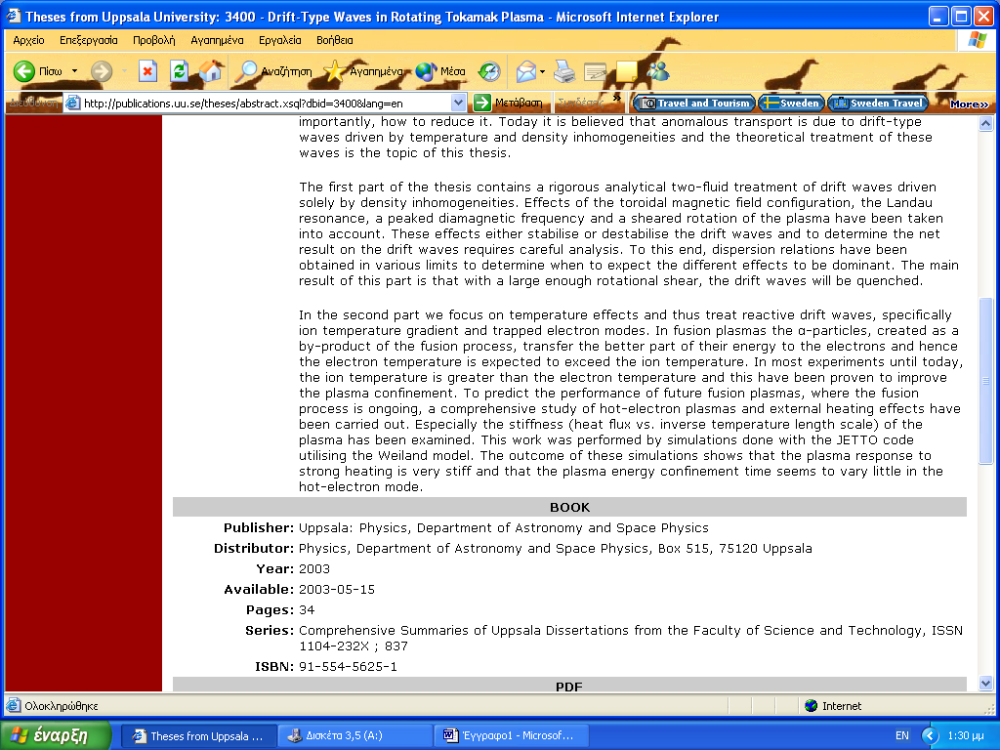 Theses from Uppsala University: 3400 - Drift-Type Waves in Rotating Tokamak Plasma - Microsoft Internet Explorer
Αρχείο Επεξεργασία Προβολή Αγαπημένα Εργαλεία Βοήθεια
Πίσω Αναζήτηση Αγαπημένα Μέσα
Διεύθυνση http://publications.uu.se/theses/abstract.xsql?dbid=3400&lang=en Μετάβαση Συνδέσεις » Travel and Tourism Sweden Sweden Travel More»
importantly, how to reduce it. Today it is believed that anomalous transport is due to drift-type
waves driven by temperature and density inhomogeneities and the theoretical treatment of these
waves is the topic of this thesis.
The first part of the thesis contains a rigorous analytical two-fluid treatment of drift waves driven
solely by density inhomogeneities. Effects of the toroidal magnetic field configuration, the Landau
resonance, a peaked diamagnetic frequency and a sheared rotation of the plasma have been taken
into account. These effects either stabilise or destabilise the drift waves and to determine the net
result on the drift waves requires careful analysis. To this end, dispersion relations have been
obtained in various limits to determine when to expect the different effects to be dominant. The main
result of this part is that with a large enough rotational shear, the drift waves will be quenched.
In the second part we focus on temperature effects and thus treat reactive drift waves, specifically
ion temperature gradient and trapped electron modes. In fusion plasmas the α-particles, created as a
by-product of the fusion process, transfer the better part of their energy to the electrons and hence
the electron temperature is expected to exceed the ion temperature. In most experiments until today,
the ion temperature is greater than the electron temperature and this have been proven to improve
the plasma confinement. To predict the performance of future fusion plasmas, where the fusion
process is ongoing, a comprehensive study of hot-electron plasmas and external heating effects have
been carried out. Especially the stiffness (heat flux vs. inverse temperature length scale) of the
plasma has been examined. This work was performed by simulations done with the JETTO code
utilising the Weiland model. The outcome of these simulations shows that the plasma response to
strong heating is very stiff and that the plasma energy confinement time seems to vary little in the
hot-electron mode.
BOOK
Publisher: Uppsala: Physics, Department of Astronomy and Space Physics
Distributor: Physics, Department of Astronomy and Space Physics, Box 515, 75120 Uppsala
Year: 2003
Available: 2003-05-15
Pages: 34
Series: Comprehensive Summaries of Uppsala Dissertations from the Faculty of Science and Technology, ISSN
1104-232X ; 837
ISBN: 91-554-5625-1
PDF
Ολοκληρώθηκε Internet
έναρξη Theses from Uppsala ... Δισκέτα 3,5 (A:) Έγγραφο1 - Microsof... EN 1:30 μμ